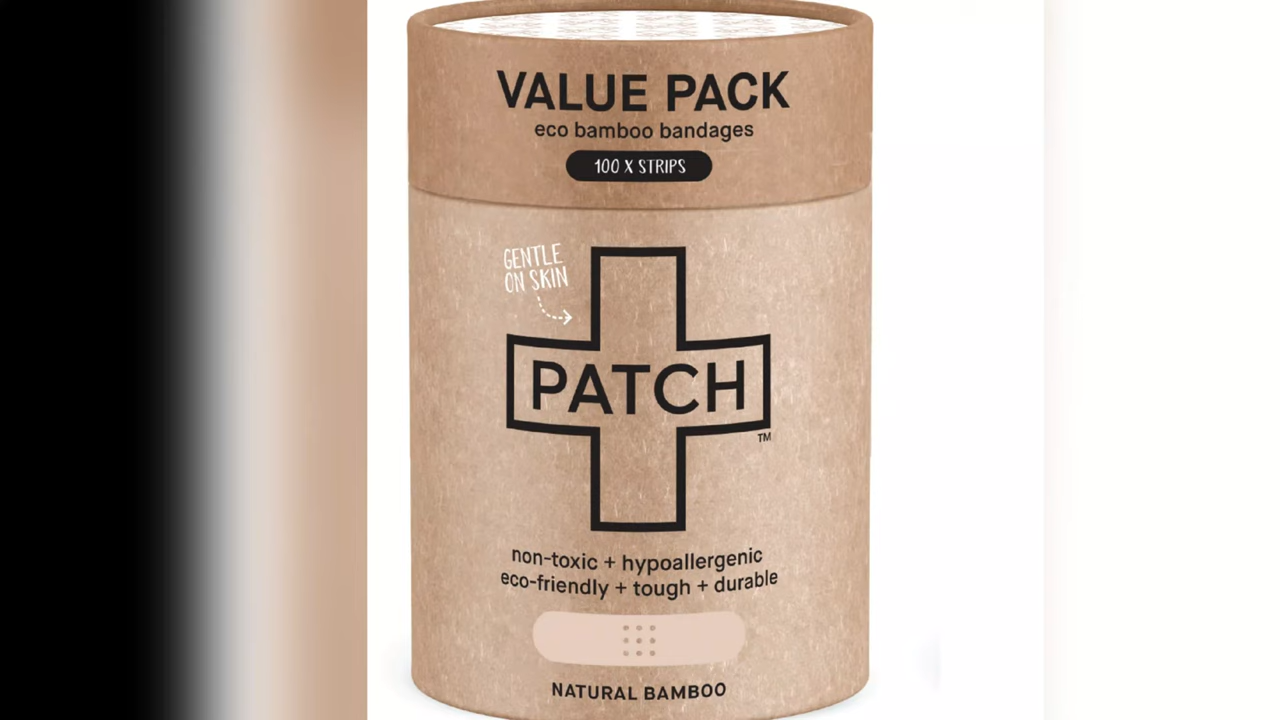 VALUE PACK
eco bamboo bandages
100 X STRIPS
GENTLE
ON SKIN
PATCH
TM
non-toxic + hypoallergenic
eco-friendly + tough + durable
NATURAL BAMBOO